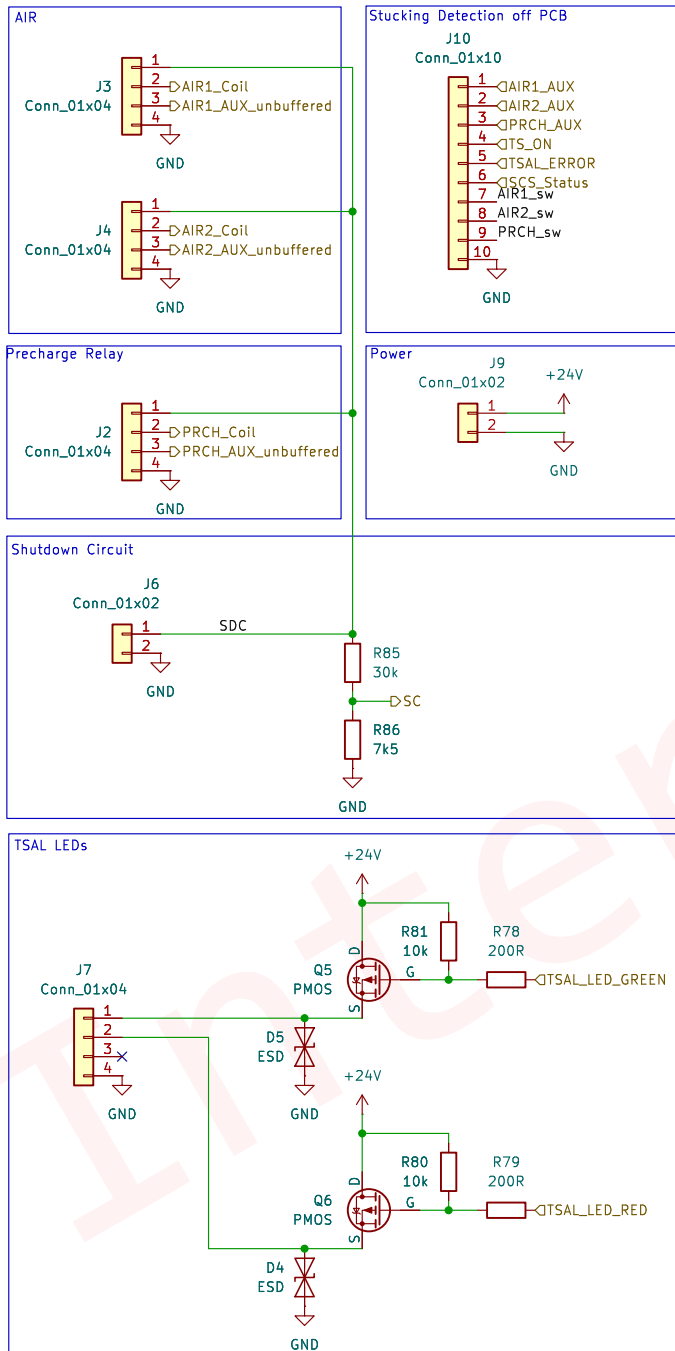 AIR
J3
Conn_01x04
1
2
3
4
AIR1_Coil
AIR1_AUX_unbuffered
GND
J4
Conn_01x04
1
2
3
4
AIR2_Coil
AIR2_AUX_unbuffered
GND
Stucking Detection off PCB
J10
Conn_01x10
1
2
3
4
5
6
7
8
9
10
AIR1_AUX
AIR2_AUX
PRCH_AUX
TS_ON
TSAL_ERROR
SCS_Status
AIR1_sw
AIR2_sw
PRCH_sw
GND
Precharge Relay
J2
Conn_01x04
1
2
3
4
PRCH_Coil
PRCH_AUX_unbuffered
GND
Power
J9
Conn_01x02
1
2
+24V
GND
Shutdown Circuit
J6
Conn_01x02
1
2
SDC
GND
R85
30k
SC
R86
7k5
GND
TSAL LEDs
J7
Conn_01x04
1
2
3
4
GND
+24V
R81
10k
R78
200R
D
Q5
PMOS
G
S
TSAL_LED_GREEN
D5
ESD
GND
+24V
R80
10k
R79
200R
D
Q6
PMOS
G
S
TSAL_LED_RED
D4
ESD
GND
Inter